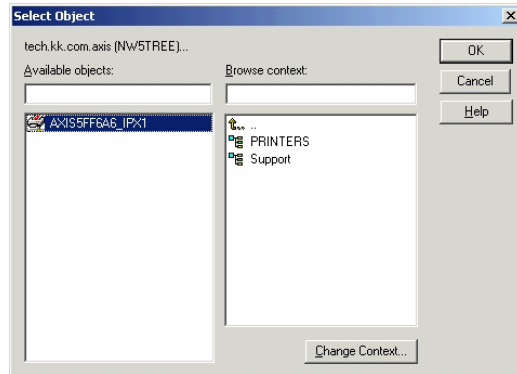 Select Object
tech.kk.com.axis (NW5TREE)...
Available objects:
Browse context:
AXIS5FF6A6_IPX1
..
PRINTERS
Support
OK
Cancel
Help
Change Context...